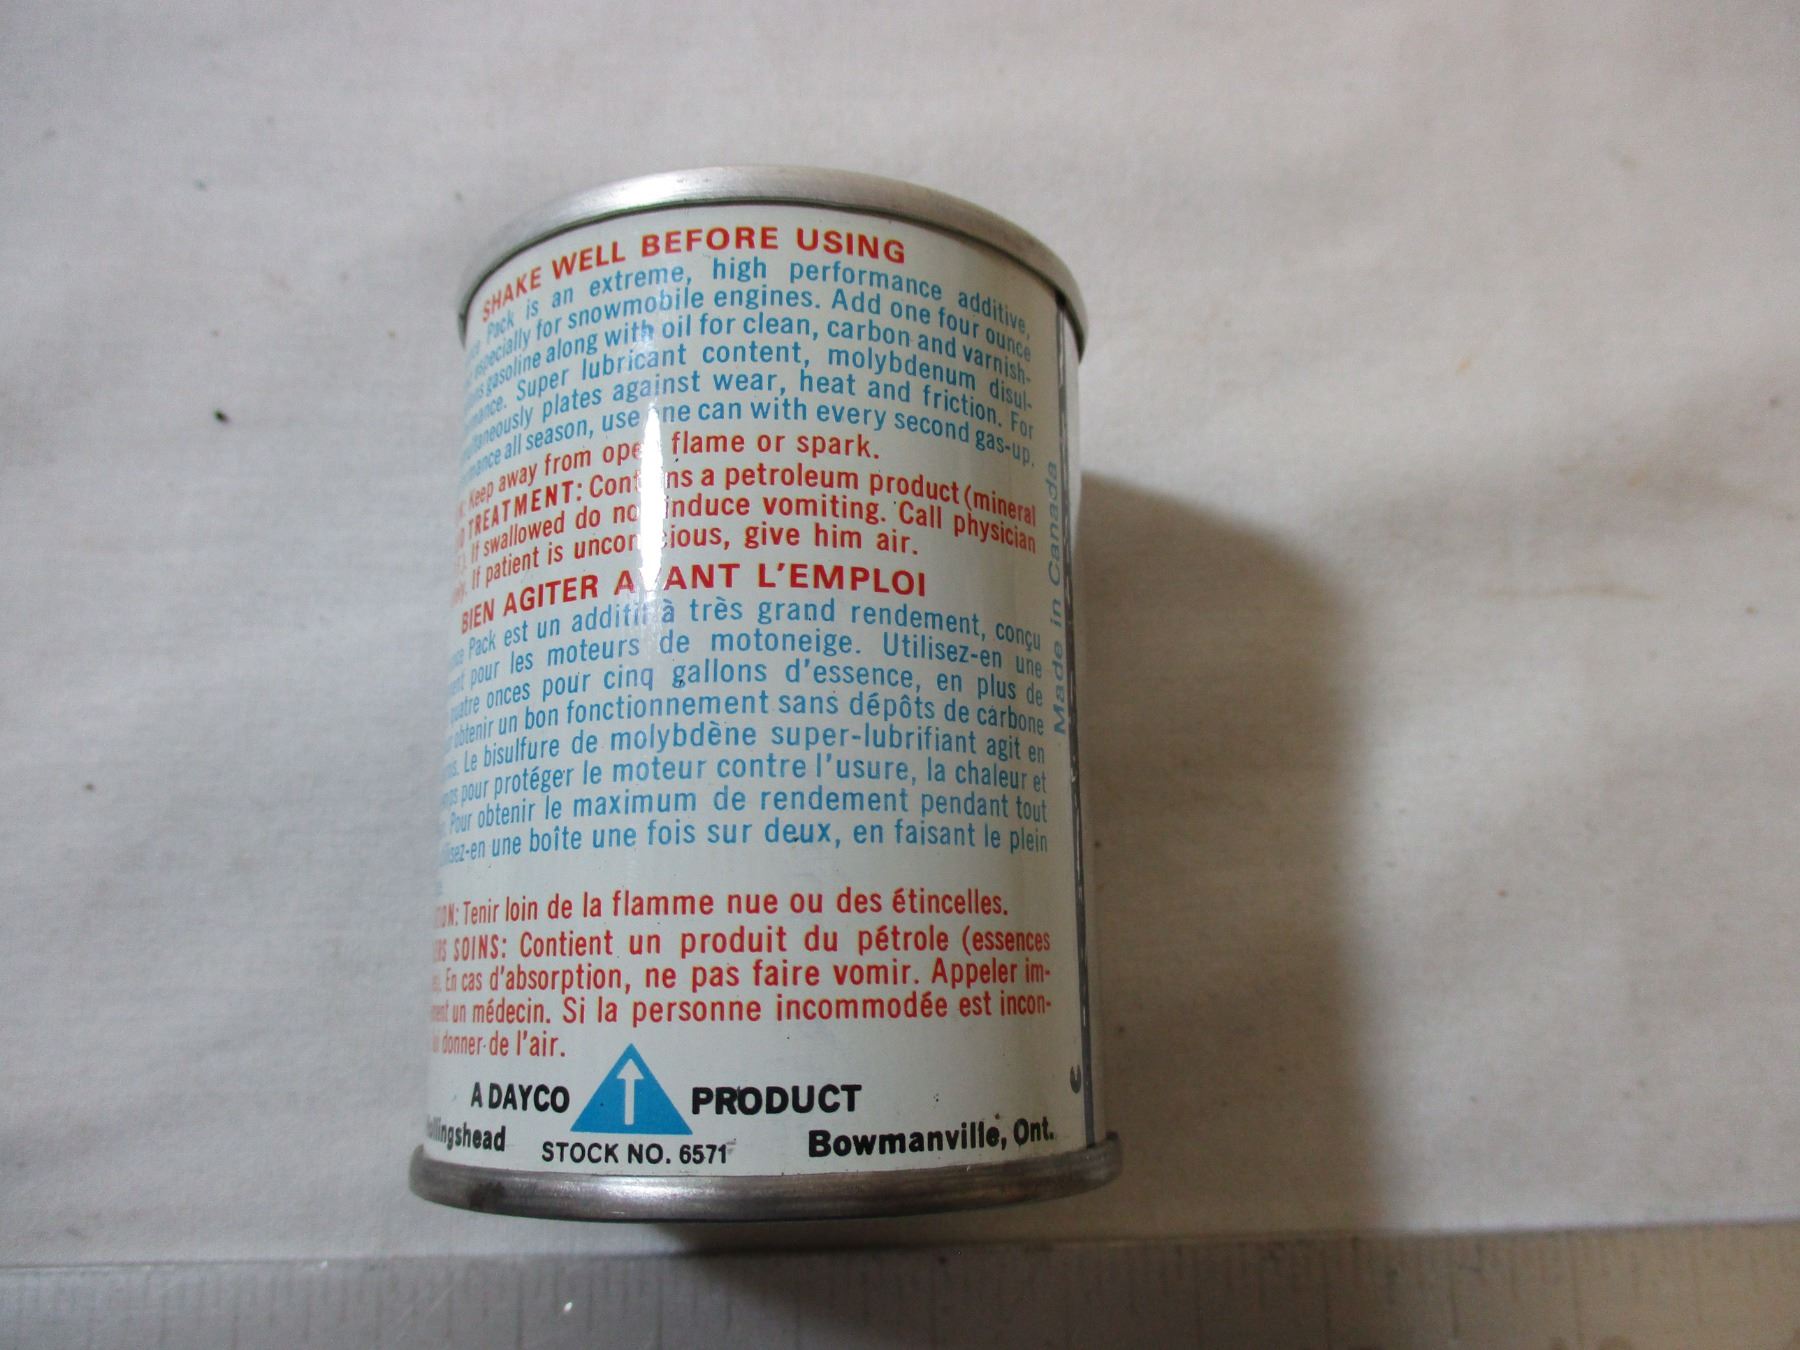 SHAKE WELL BEFORE USING
Pack is an extreme, high performance additive,
especially for snowmobile engines. Add one four ounce
gasoline along with oil for clean, carbon and varnish-
Super lubricant content, molybdenum disul-
plates against wear, heat and friction. For
all season, use one can with every second gas-up.
Keep away from open flame or spark.
TREATMENT: Contains a petroleum product (mineral
If swallowed do not induce vomiting. Call physician
If patient is unconscious, give him air.
BIEN AGITER AVANT L'EMPLOI
Pack est un additif à très grand rendement, conçu
pour les moteurs de motoneige. Utilisez-en une
quatre onces pour cinq gallons d'essence, en plus de
obtenir un bon fonctionnement sans dépôts de carbone
Le bisulfure de molybdène super-lubrifiant agit en
pour protéger le moteur contre l'usure, la chaleur et
Pour obtenir le maximum de rendement pendant tout
en une boîte une fois sur deux, en faisant le plein
Tenir loin de la flamme nue ou des étincelles.
SOINS: Contient un produit du pétrole (essences
En cas d'absorption, ne pas faire vomir. Appeler im-
un médecin. Si la personne incommodée est incon-
donner de l'air.
A DAYCO PRODUCT
STOCK NO. 6571 Bowmanville, Ont.
Made in Canada